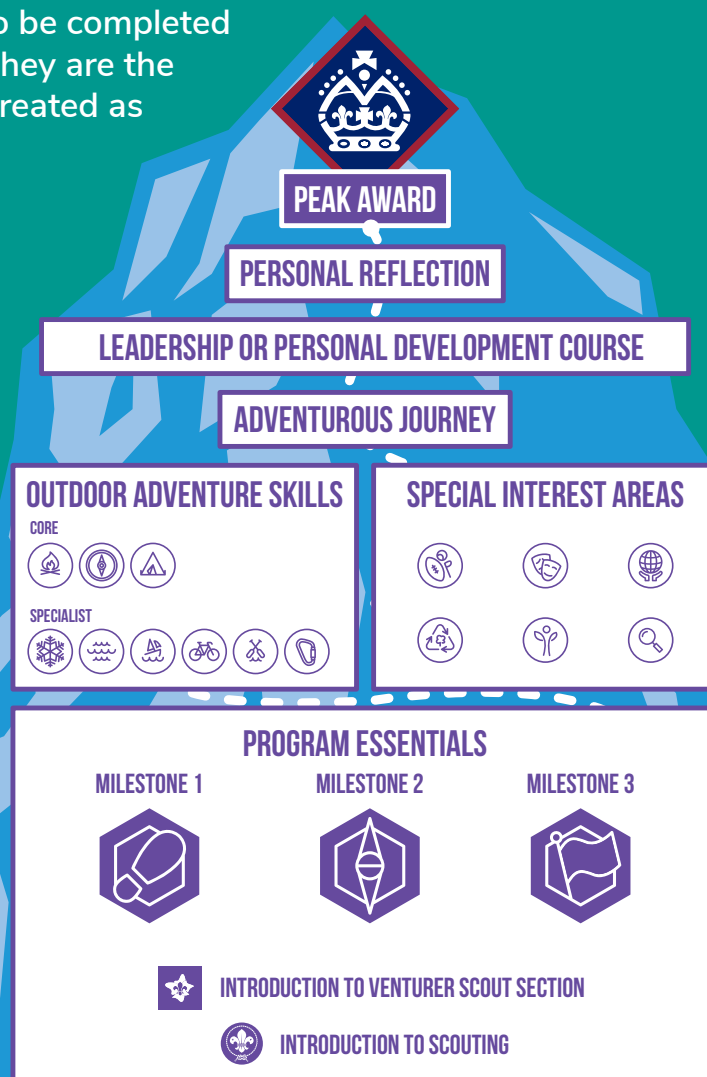 o be completed
hey are the
reated as
PEAK AWARD
PERSONAL REFLECTION
LEADERSHIP OR PERSONAL DEVELOPMENT COURSE
ADVENTUROUS JOURNEY
OUTDOOR ADVENTURE SKILLS
CORE
SPECIALIST
SPECIAL INTEREST AREAS
PROGRAM ESSENTIALS
MILESTONE 1
MILESTONE 2
MILESTONE 3
INTRODUCTION TO VENTURER SCOUT SECTION
INTRODUCTION TO SCOUTING